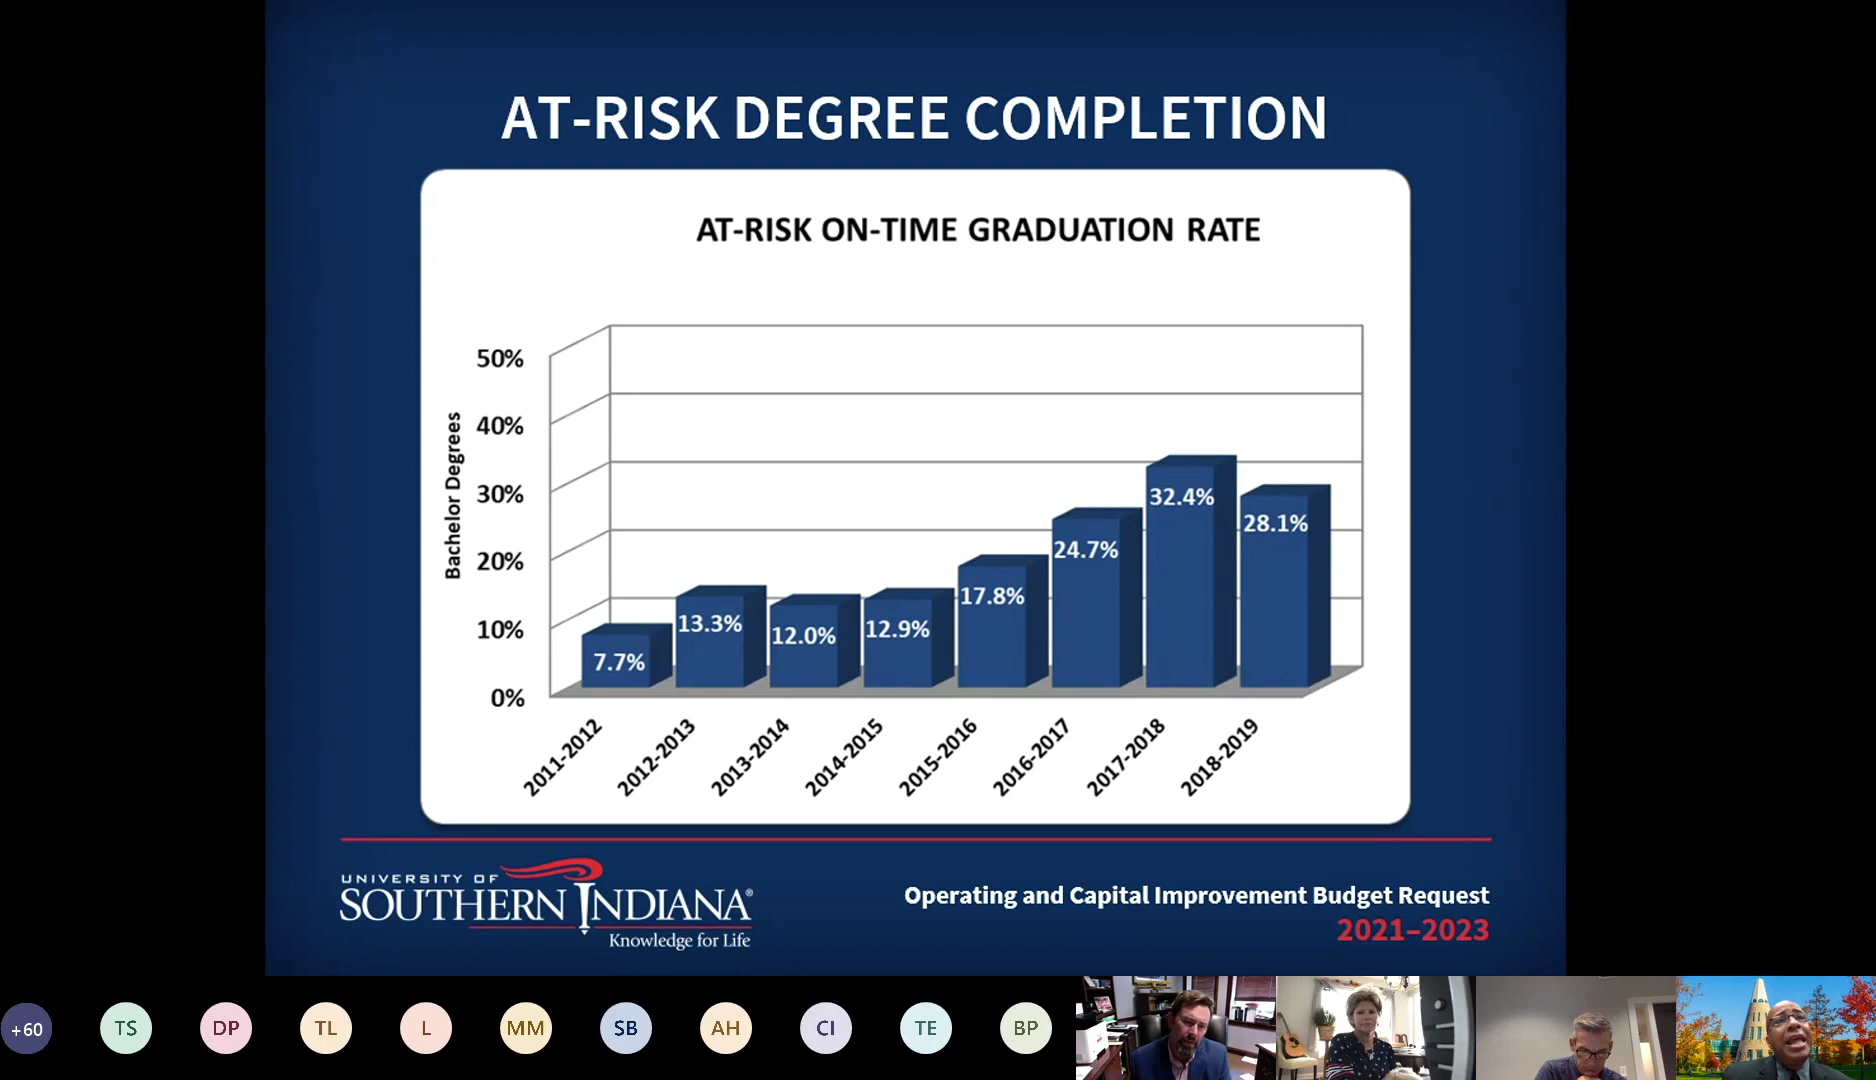 AT-RISK DEGREE COMPLETION
AT-RISK ON-TIME GRADUATION RATE
Bachelor Degrees
50%
40%
30%
20%
10%
0%
7.7%
13.3%
12.0%
12.9%
17.8%
24.7%
32.4%
28.1%
2011-2012
2012-2013
2013-2014
2014-2015
2015-2016
2016-2017
2017-2018
2018-2019
UNIVERSITY OF
SOUTHERN INDIANA®
Knowledge for Life
Operating and Capital Improvement Budget Request
2021–2023
+60
TS
DP
TL
L
MM
SB
AH
CI
TE
BP